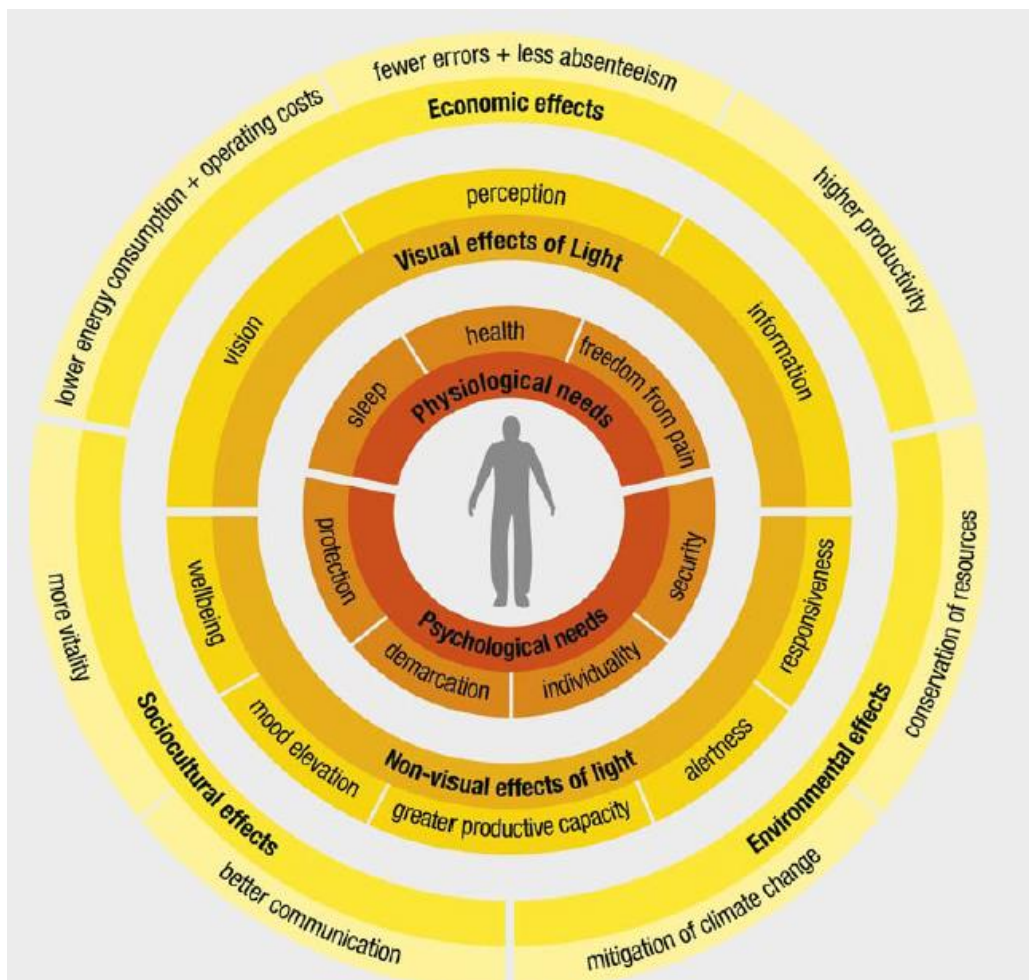 fewer errors + less absenteeism
Economic effects
lower energy consumption + operating costs
higher productivity
perception
Visual effects of Light
vision
information
health
sleep
freedom from pain
Physiological needs
protection
security
Psychological needs
demarcation
individuality
wellbeing
responsiveness
mood elevation
alertness
Non-visual effects of light
greater productive capacity
more vitality
conservation of resources
Sociocultural effects
Environmental effects
better communication
mitigation of climate change